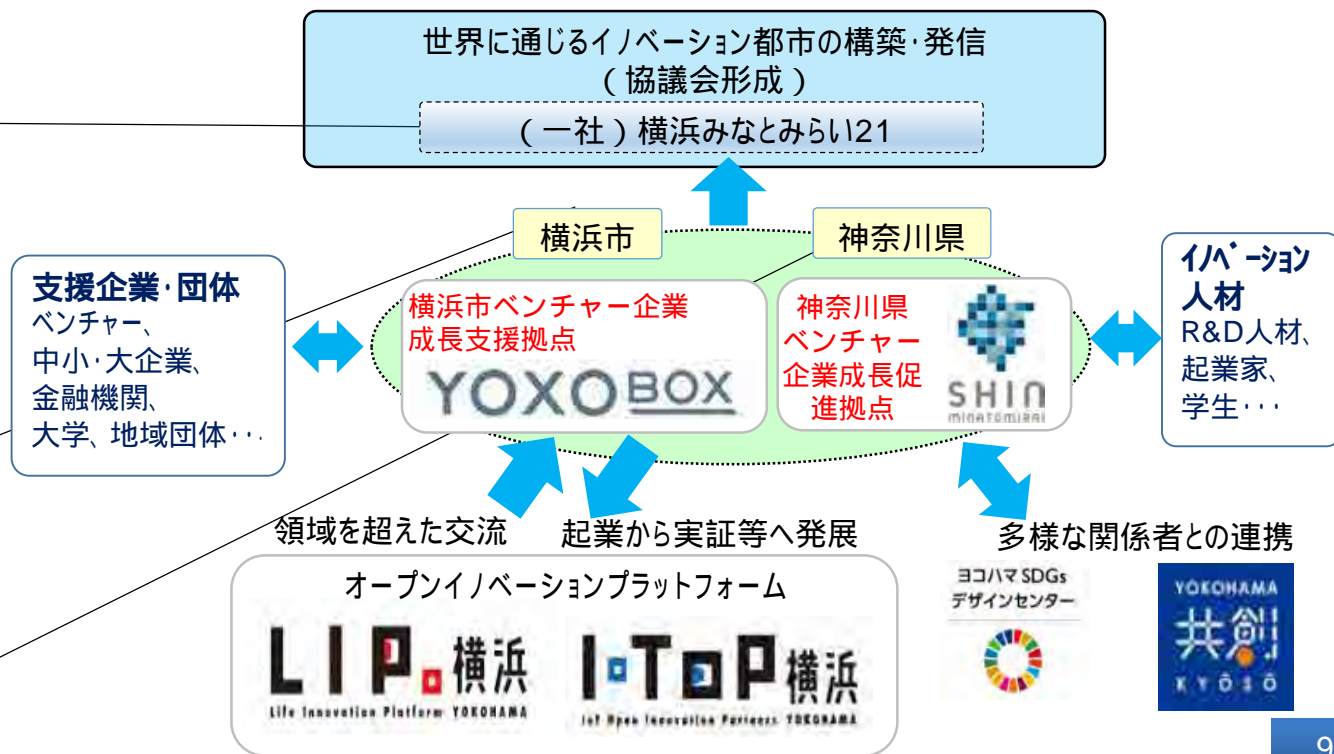 世界に通じるイノベーション都市の構築・発信
（協議会形成）
（一社）横浜みなとみらい21
横浜市
神奈川県
支援企業・団体
ベンチャー、
中小・大企業、
金融機関、
大学、地域団体･･･
横浜市ベンチャー企業
成長支援拠点
YOXO BOX
神奈川県
ベンチャー
企業成長促
進拠点
SHIN
MINATOMIRAI
ｲﾉﾍﾞｰｼｮﾝ
人材
R&D人材、
起業家、
学生･･･
領域を超えた交流
起業から実証等へ発展
多様な関係者との連携
オープンイノベーションプラットフォーム
LIP.横浜
Life Innovation Platform YOKOHAMA
I･TOP横浜
IoT Open Innovation Partners YOKOHAMA
ヨコハマSDGs
デザインセンター
YOKOHAMA
共創
KYŌSŌ
9